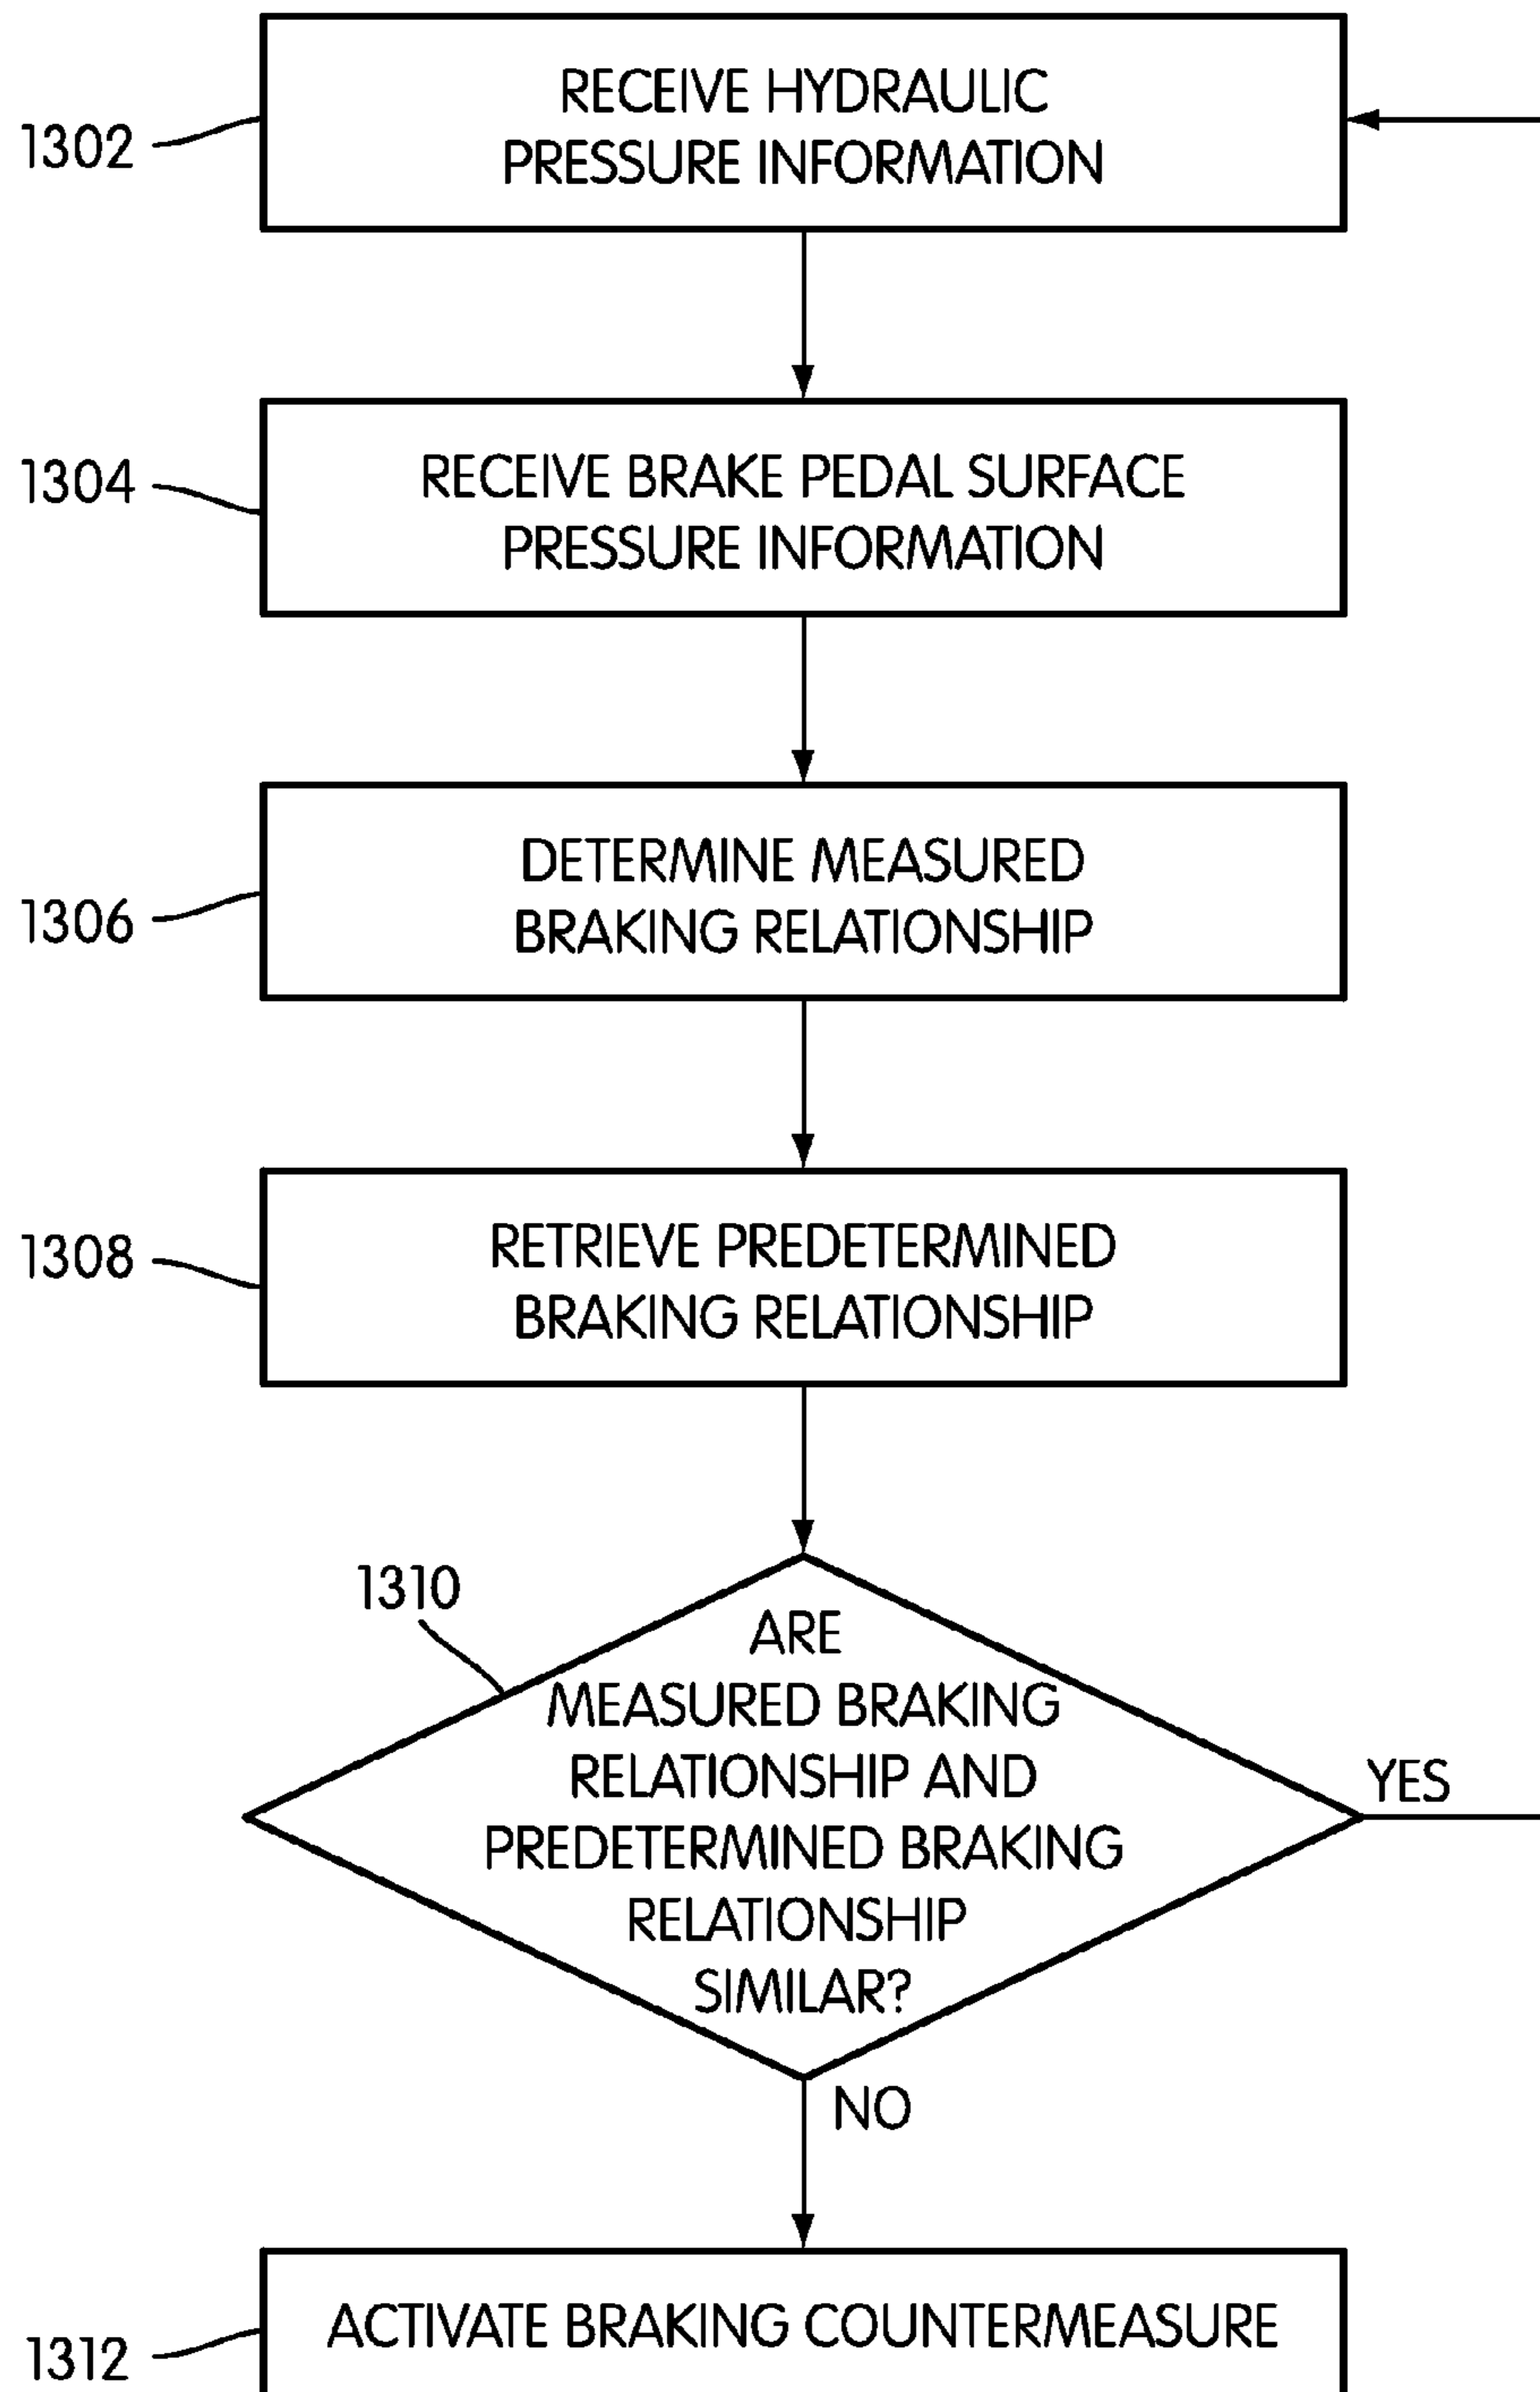 RECEIVE HYDRAULIC
PRESSURE INFORMATION
1302
RECEIVE BRAKE PEDAL SURFACE
PRESSURE INFORMATION
1304
DETERMINE MEASURED
BRAKING RELATIONSHIP
1306
RETRIEVE PREDETERMINED
BRAKING RELATIONSHIP
1308
1310
ARE
MEASURED BRAKING
RELATIONSHIP AND
PREDETERMINED BRAKING
RELATIONSHIP
SIMILAR?
YES
NO
ACTIVATE BRAKING COUNTERMEASURE
1312